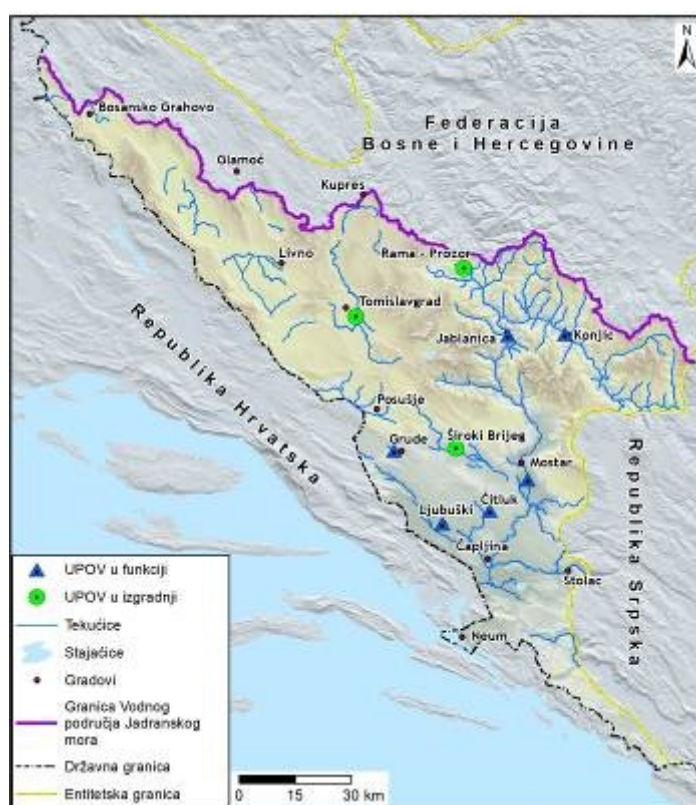 N
Bosansko Grahovo
Federacija
Bosne i Hercegovine
Glamoč
Kupres
Rama - Prozor
Livno
Tomislavgrad
Jablanica
Konjic
Republika Hrvatska
Posušje
Široki Brijeg
Grude
Mostar
Republika Srpska
Čitluk
Ljubuški
Čapljina
Stolac
Neum
UPOV u funkciji
UPOV u izgradnji
Tekućice
Stajaćice
Gradovi
Granica Vodnog
područja Jadranskog
mora
Državna granica
Entitetska granica
0 15 30 km